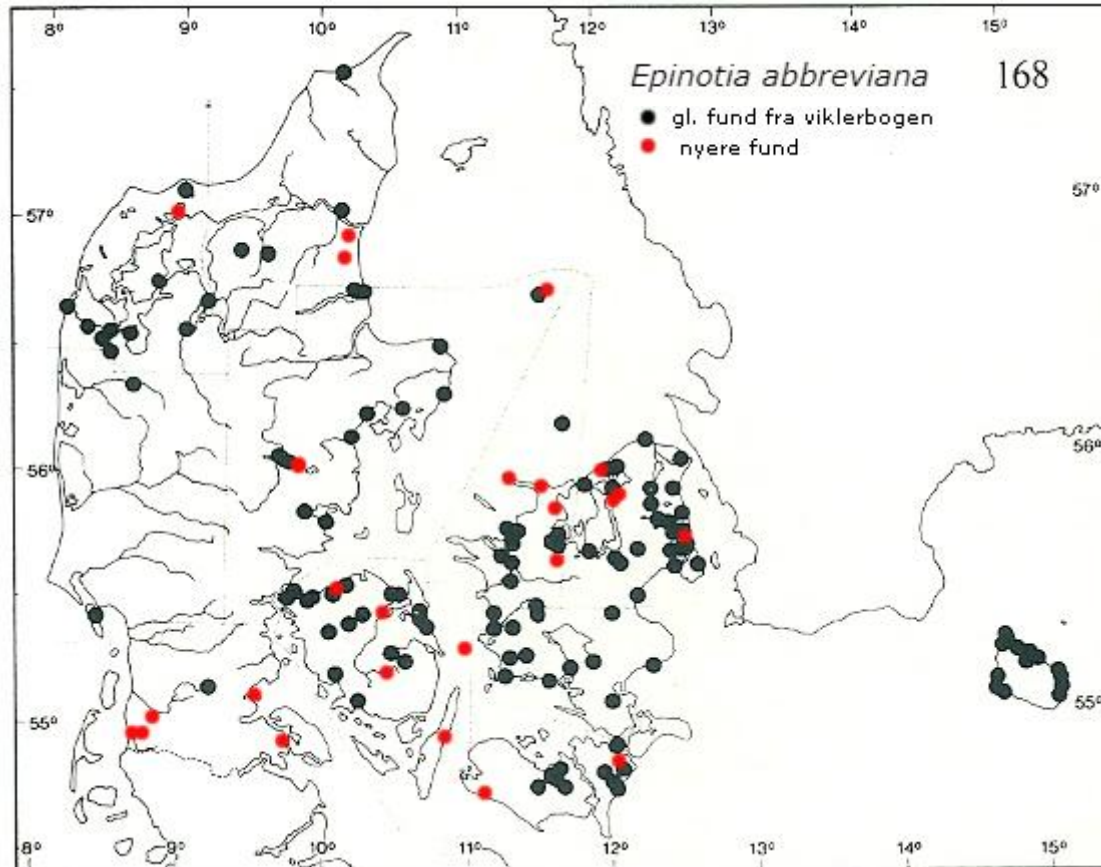 8° 9° 10° 11° 12° 13° 14° 15°
Epinotia abbreviana 168
gl. fund fra viklerbogen
nyere fund
57° 57°
56° 56°
55° 55°
8° 9° 10° 11° 12° 13° 14° 15°